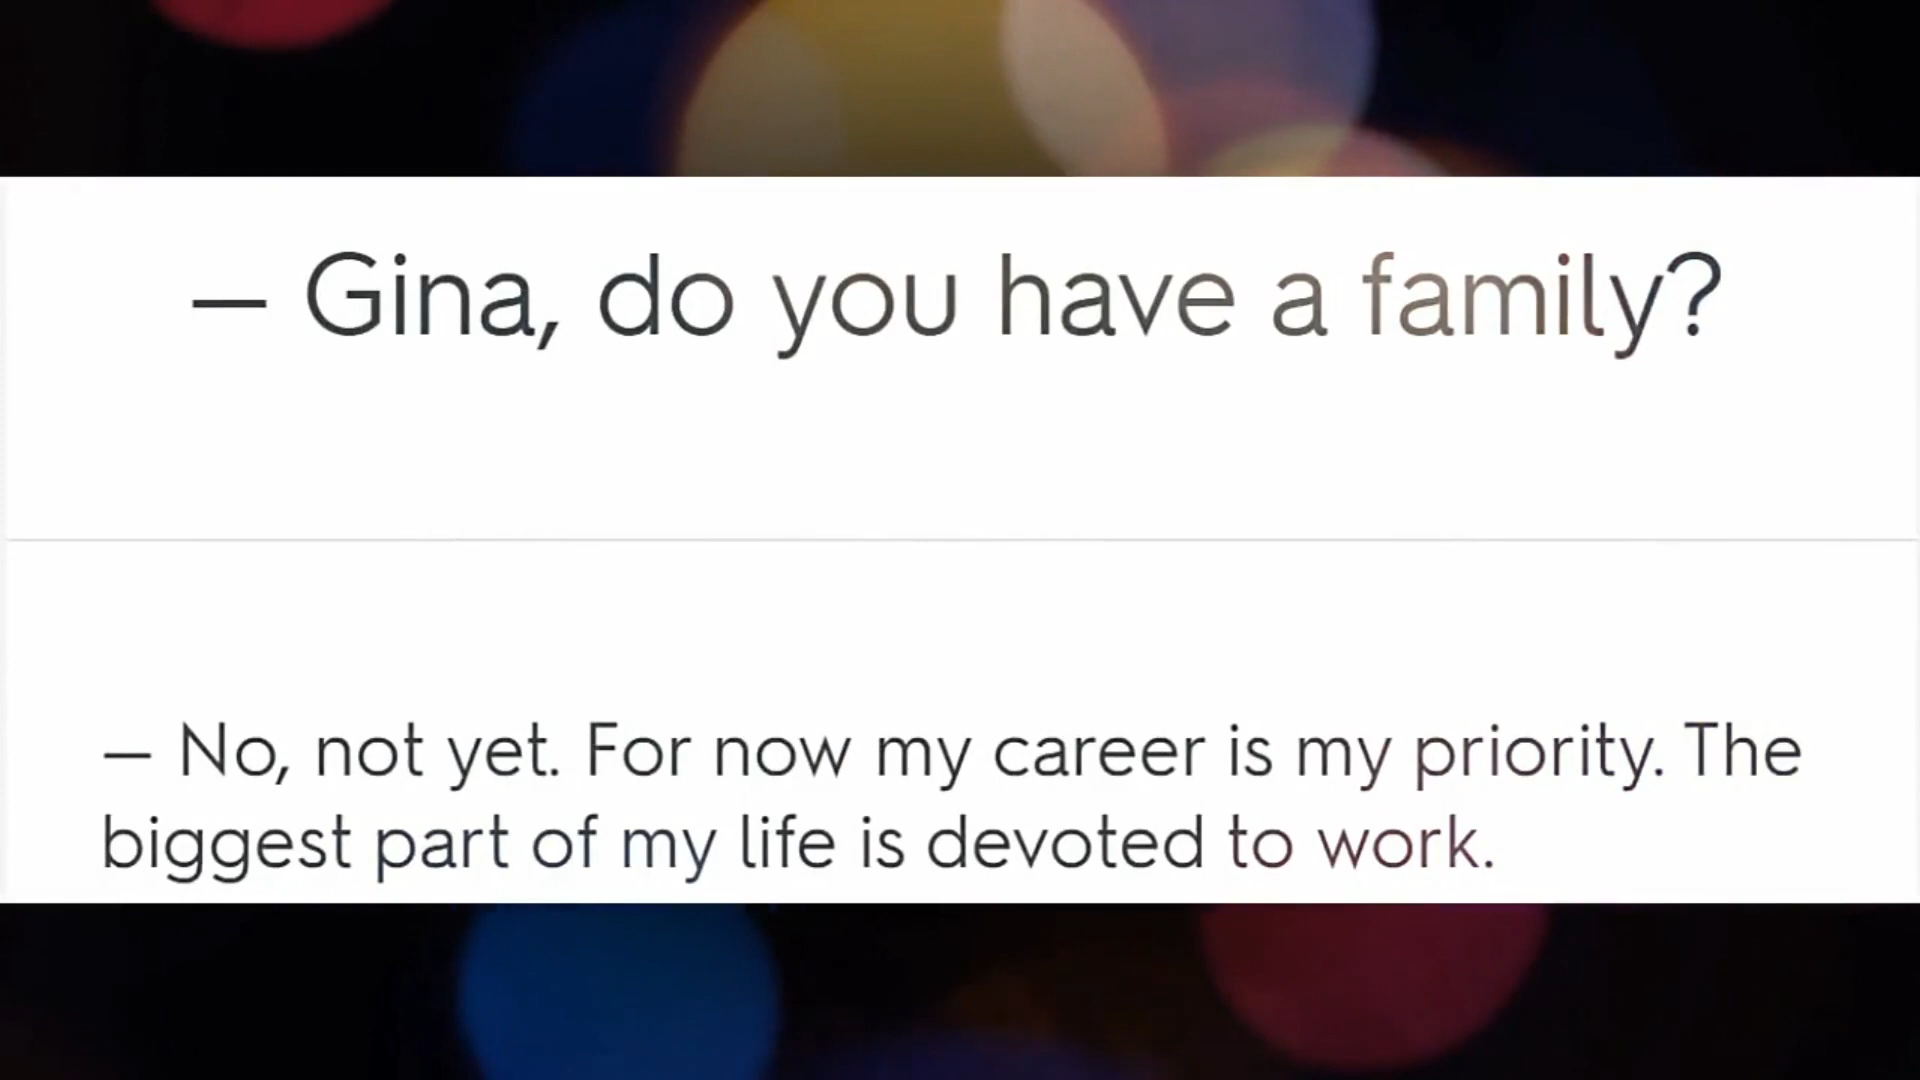 — Gina, do you have a family?
— No, not yet. For now my career is my priority. The
biggest part of my life is devoted to work.